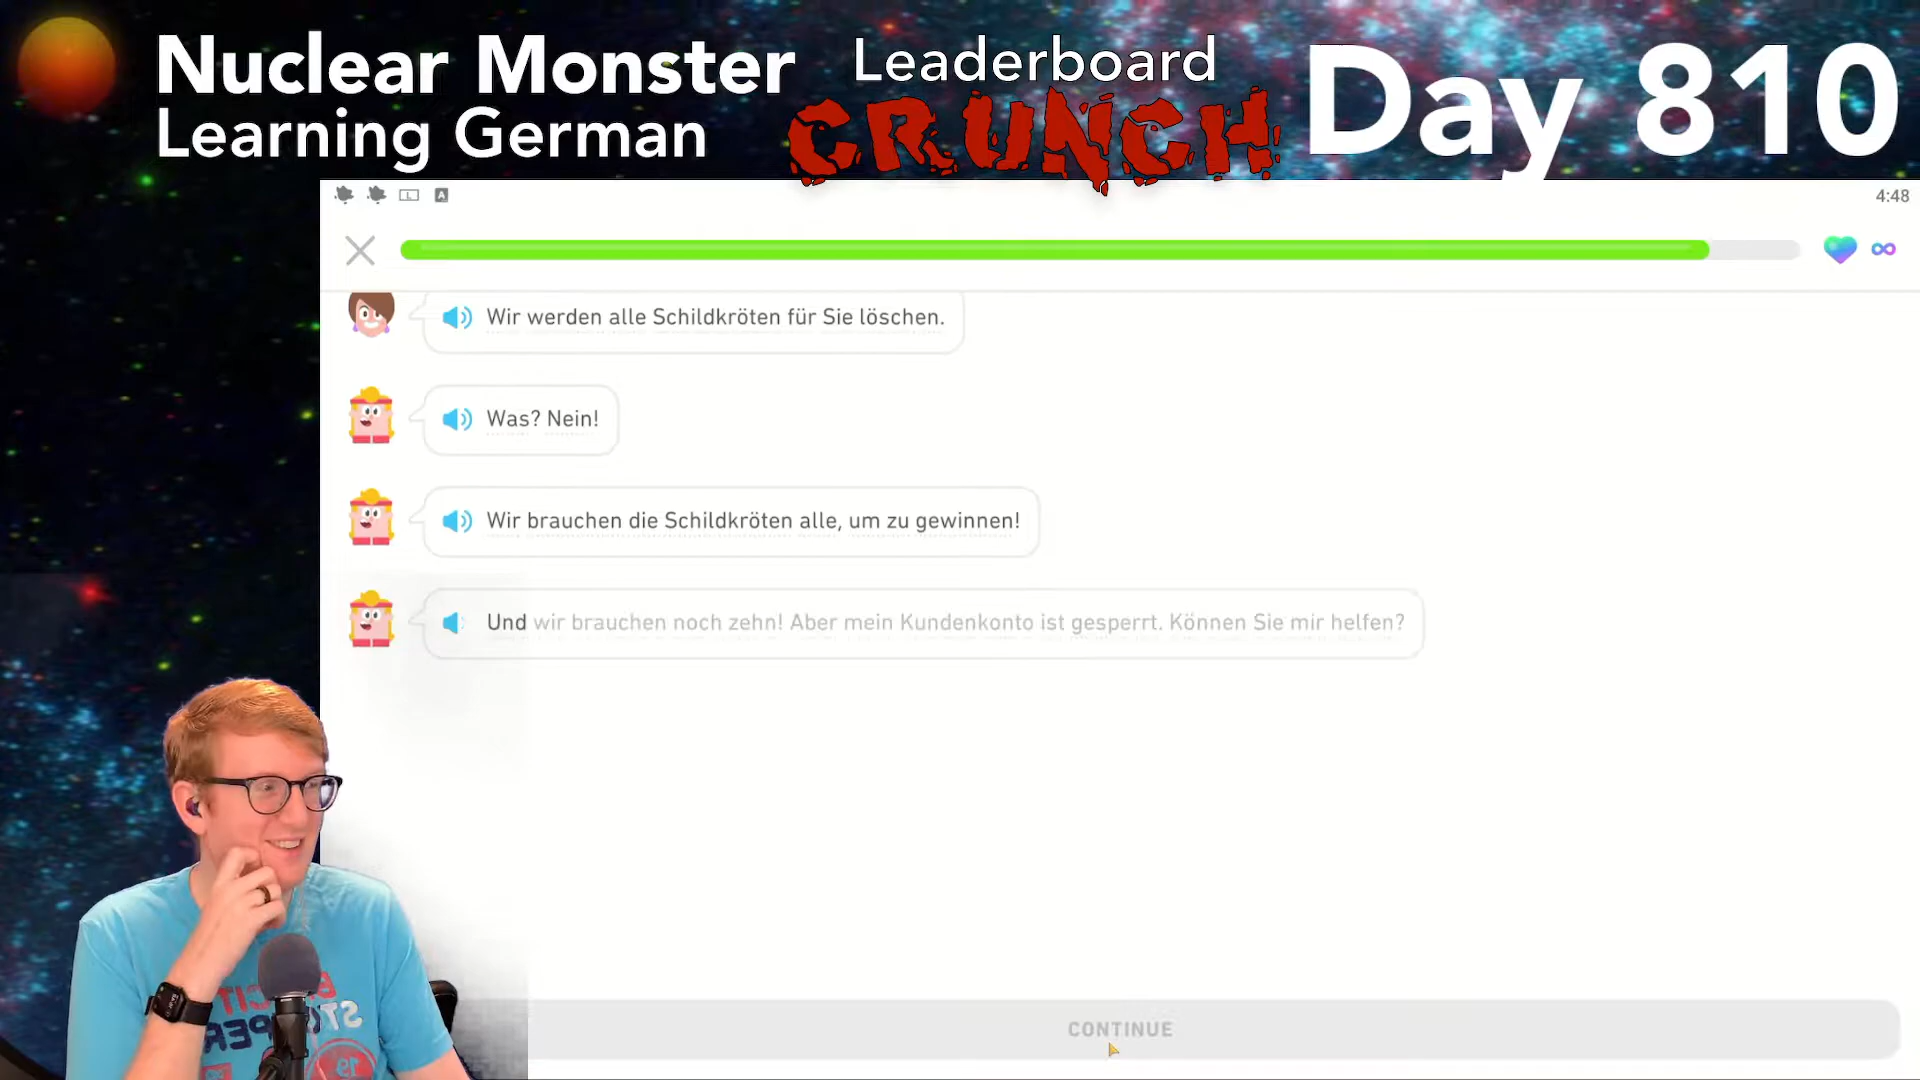 Nuclear Monster
Learning German
Leaderboard
CRUNCH
Day 810
4:48
Wir werden alle Schildkröten für Sie löschen.
Was? Nein!
Wir brauchen die Schildkröten alle, um zu gewinnen!
Und wir brauchen noch zehn! Aber mein Kundenkonto ist gesperrt. Können Sie mir helfen?
CONTINUE